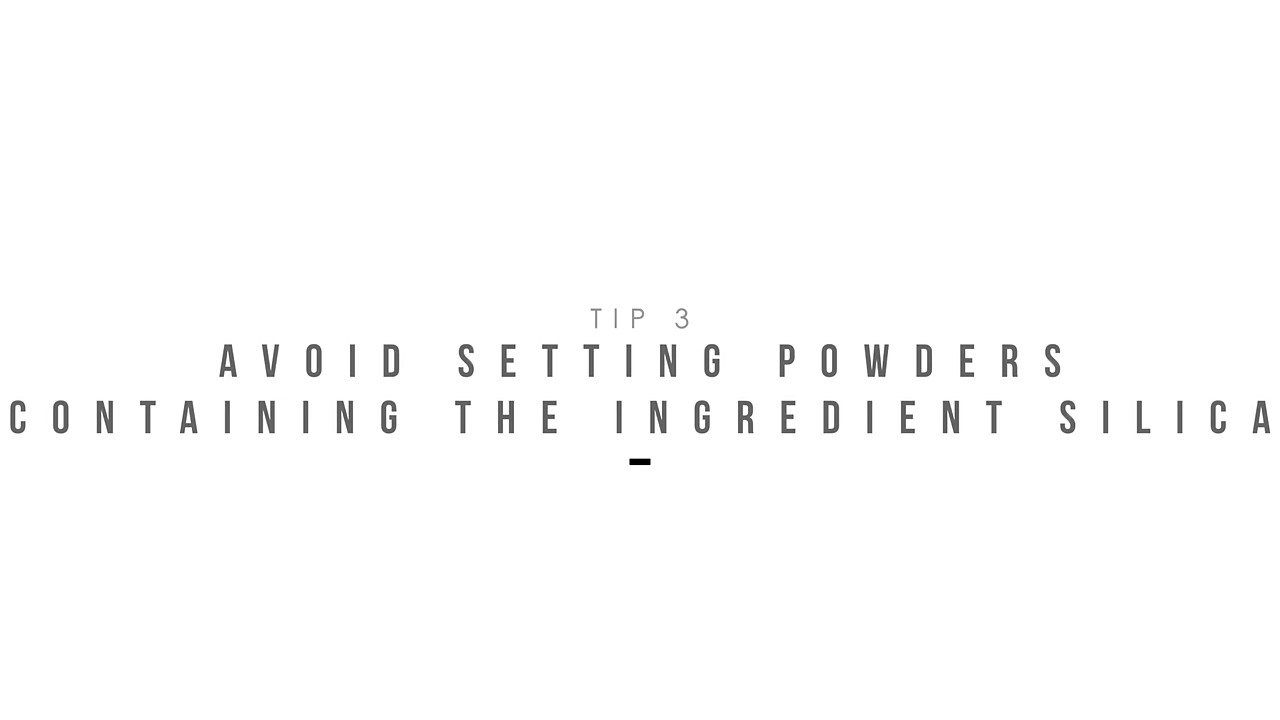 TIP 3
AVOID SETTING POWDERS
CONTAINING THE INGREDIENT SILICA